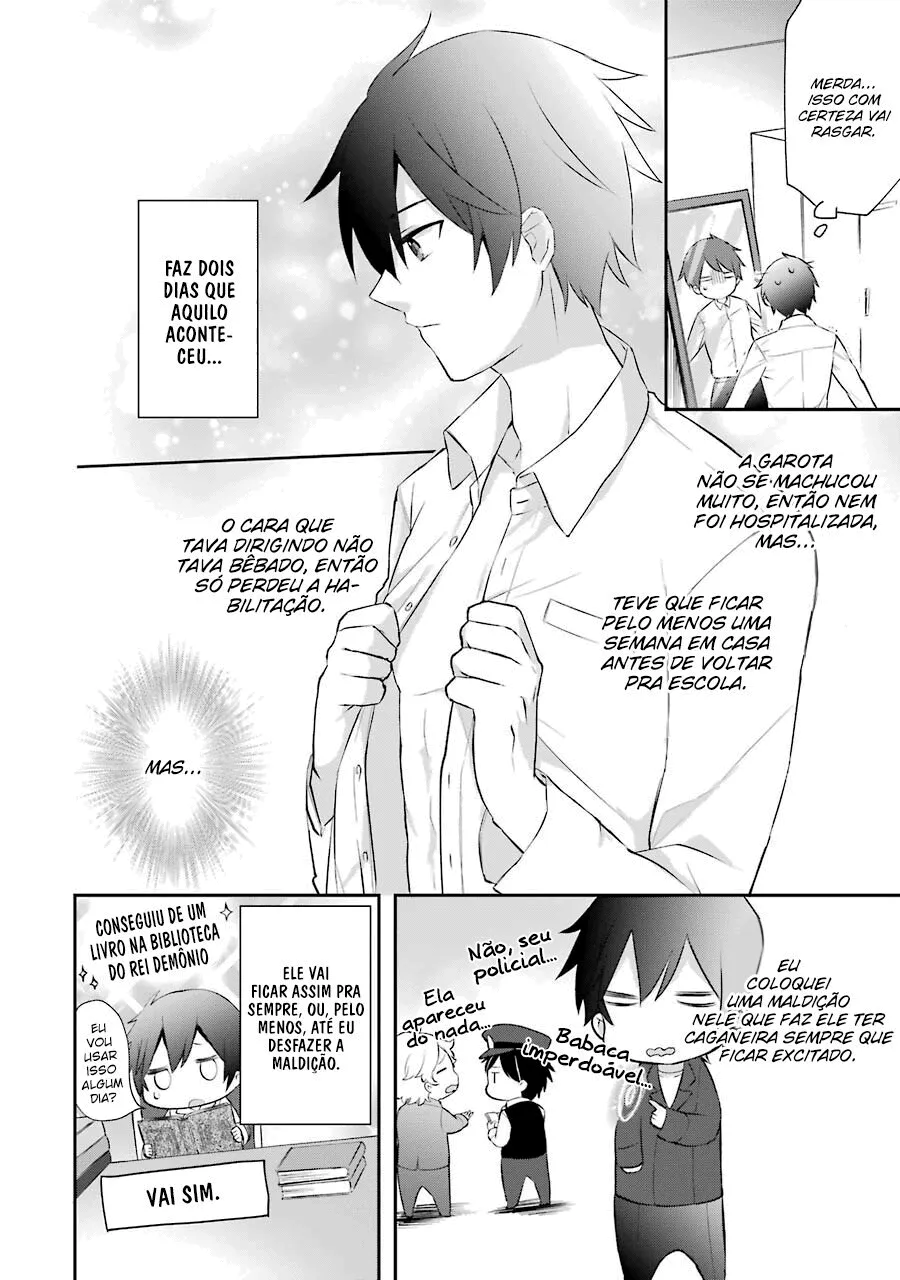 MERDA...
ISSO COM
CERTEZA VAI
RASGAR.
FAZ DOIS
DIAS QUE
AQUILO
ACONTE-
CEU...
A GAROTA
NÃO SE MACHUCOU
MUITO, ENTÃO NEM
FOI HOSPITALIZADA,
MAS...
TEVE QUE FICAR
PELO MENOS UMA
SEMANA EM CASA
ANTES DE VOLTAR
PRA ESCOLA.
O CARA QUE
TAVA DIRIGINDO NÃO
TAVA BÊBADO, ENTÃO
SÓ PERDEU A HA-
BILITAÇÃO.
MAS...
EU
COLOQUEI
UMA MALDIÇÃO
NELE QUE FAZ ELE TER
CAGANEIRA SEMPRE QUE
FICAR EXCITADO.
Não, seu
policial...
Ela
apareceu
do nada...
Babaca
imperdoável...
ELE VAI
FICAR ASSIM PRA
SEMPRE, OU, PELO
MENOS, ATÉ EU
DESFAZER A
MALDIÇÃO.
CONSEGUIU DE UM
LIVRO NA BIBLIOTECA
DO REI DEMÔNIO
EU
VOU
USAR
ISSO
ALGUM
DIA?
VAI SIM.